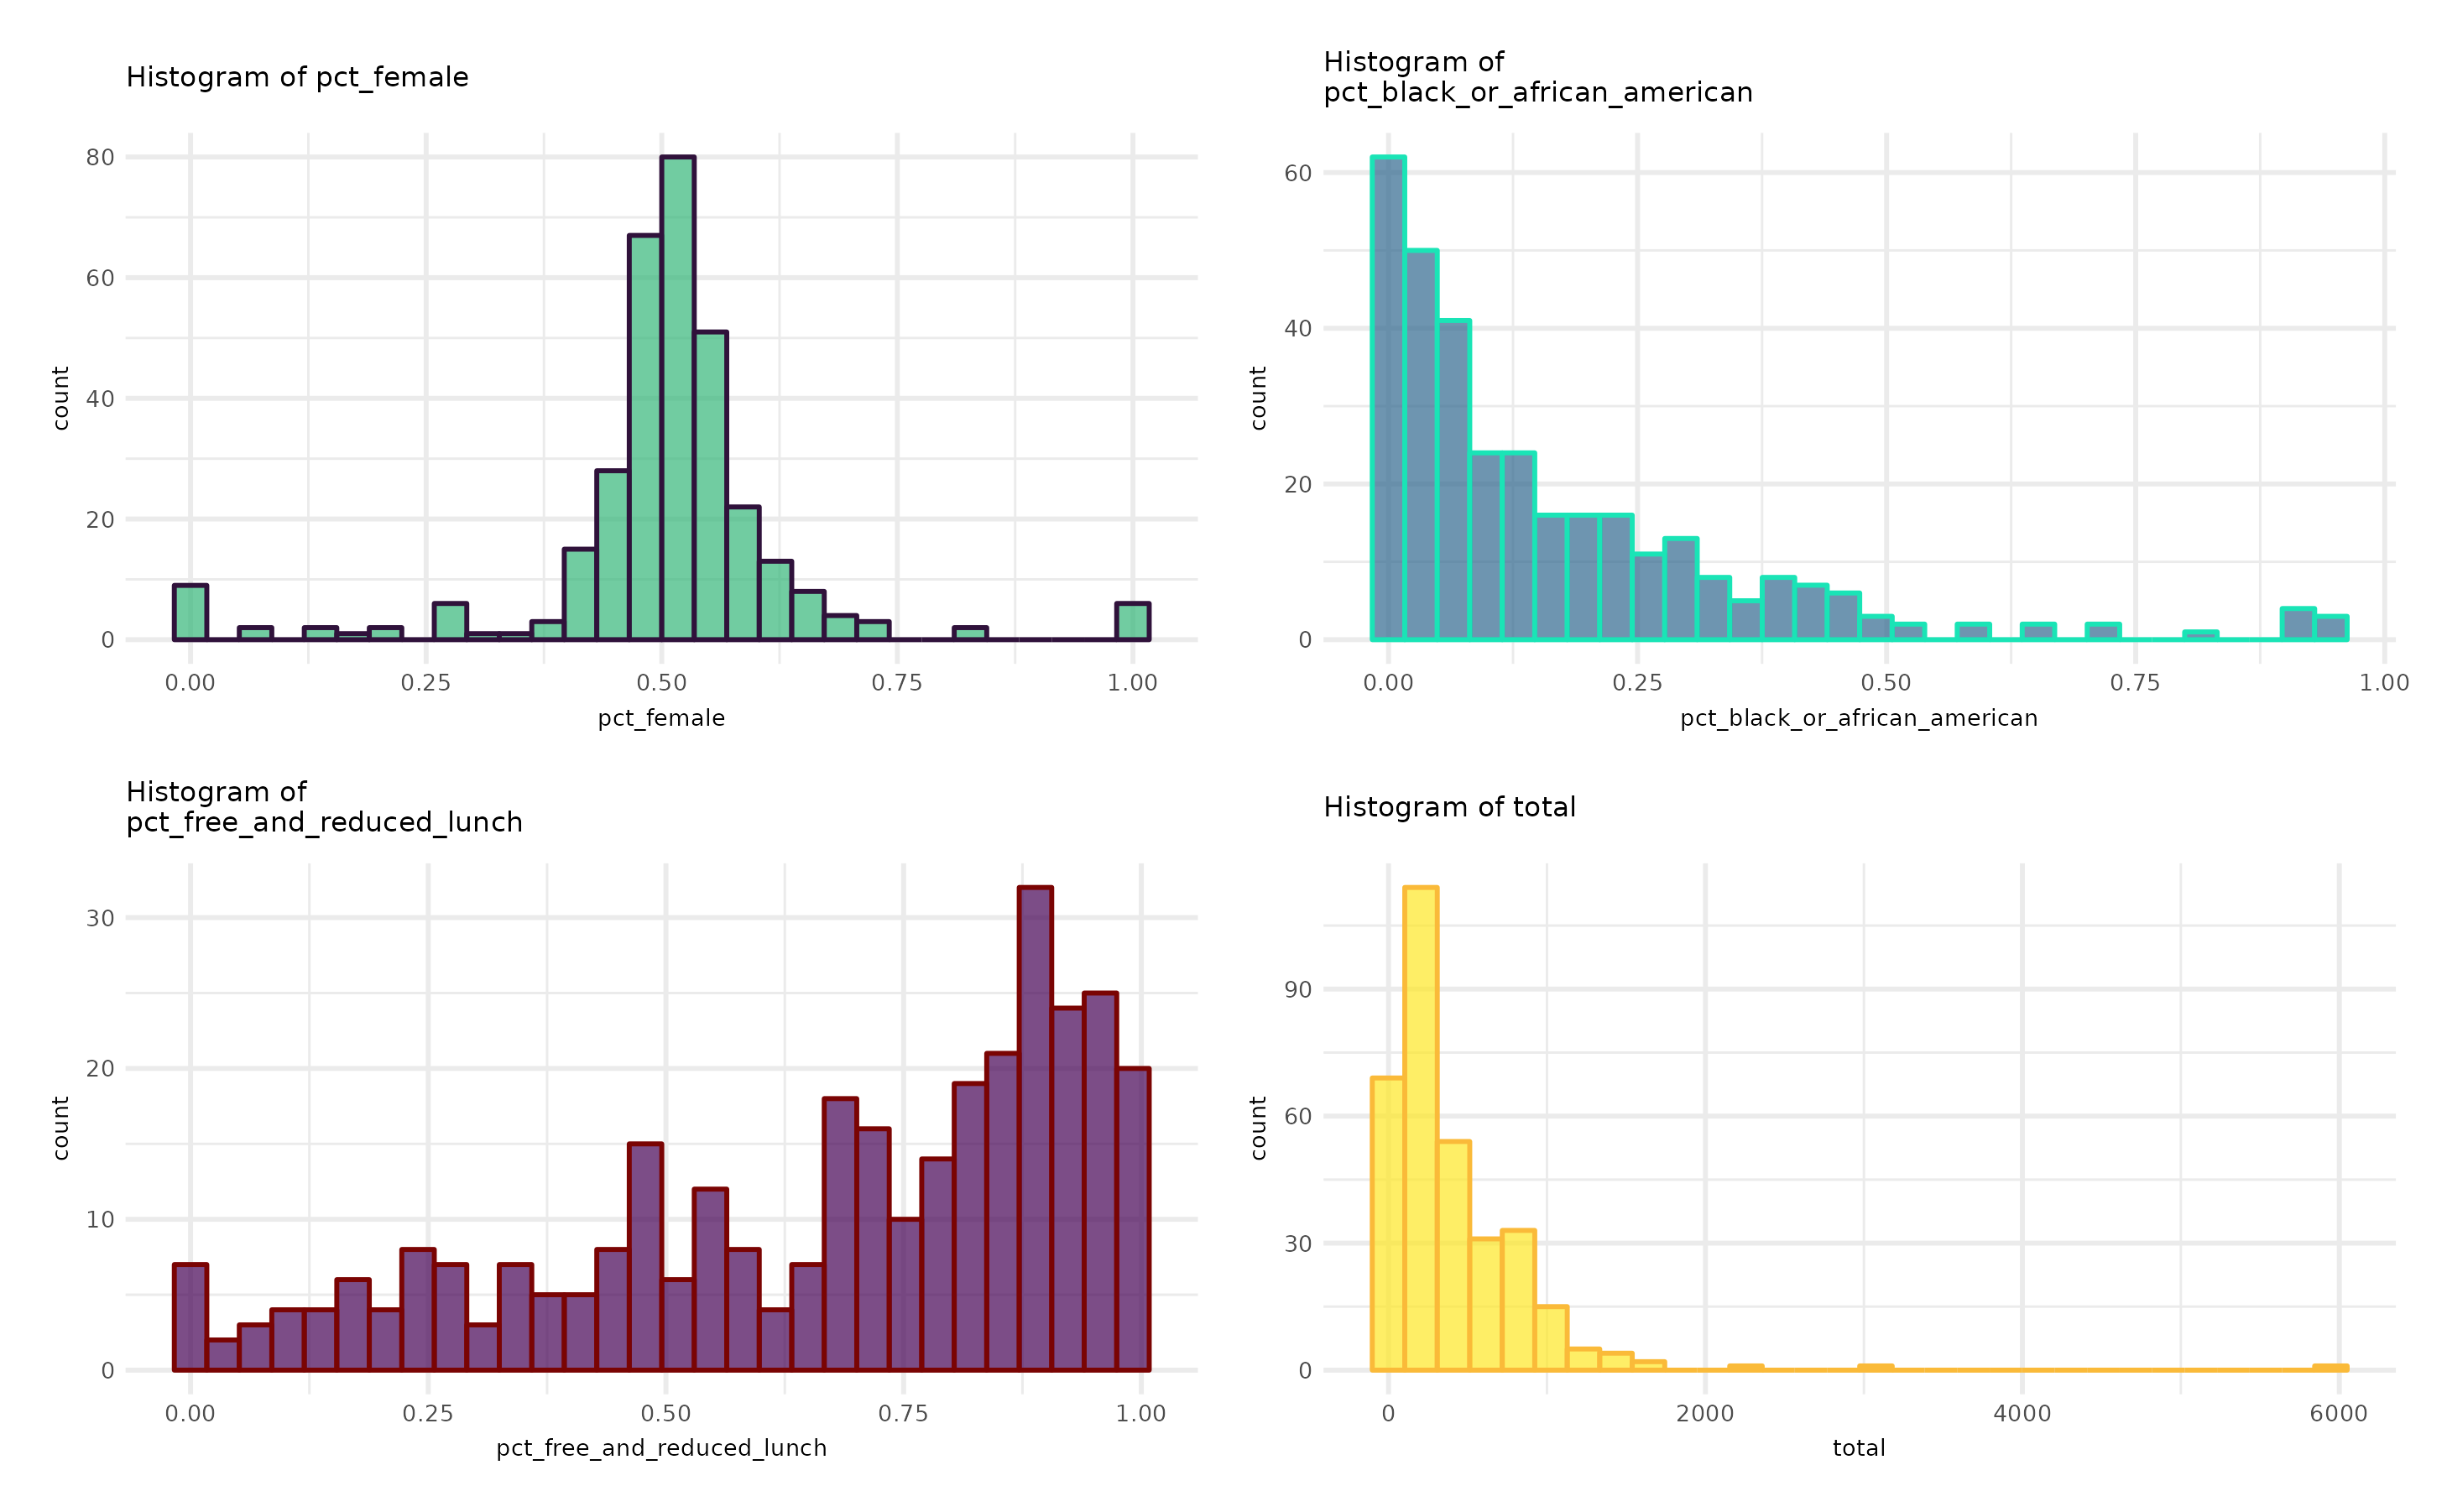 Histogram of pct_female
count
80
60
40
20
0
0.00 0.25 0.50 0.75 1.00
pct_female
Histogram of
pct_black_or_african_american
count
60
40
20
0
0.00 0.25 0.50 0.75 1.00
pct_black_or_african_american
Histogram of
pct_free_and_reduced_lunch
count
30
20
10
0
0.00 0.25 0.50 0.75 1.00
pct_free_and_reduced_lunch
Histogram of total
count
90
60
30
0
0 2000 4000 6000
total